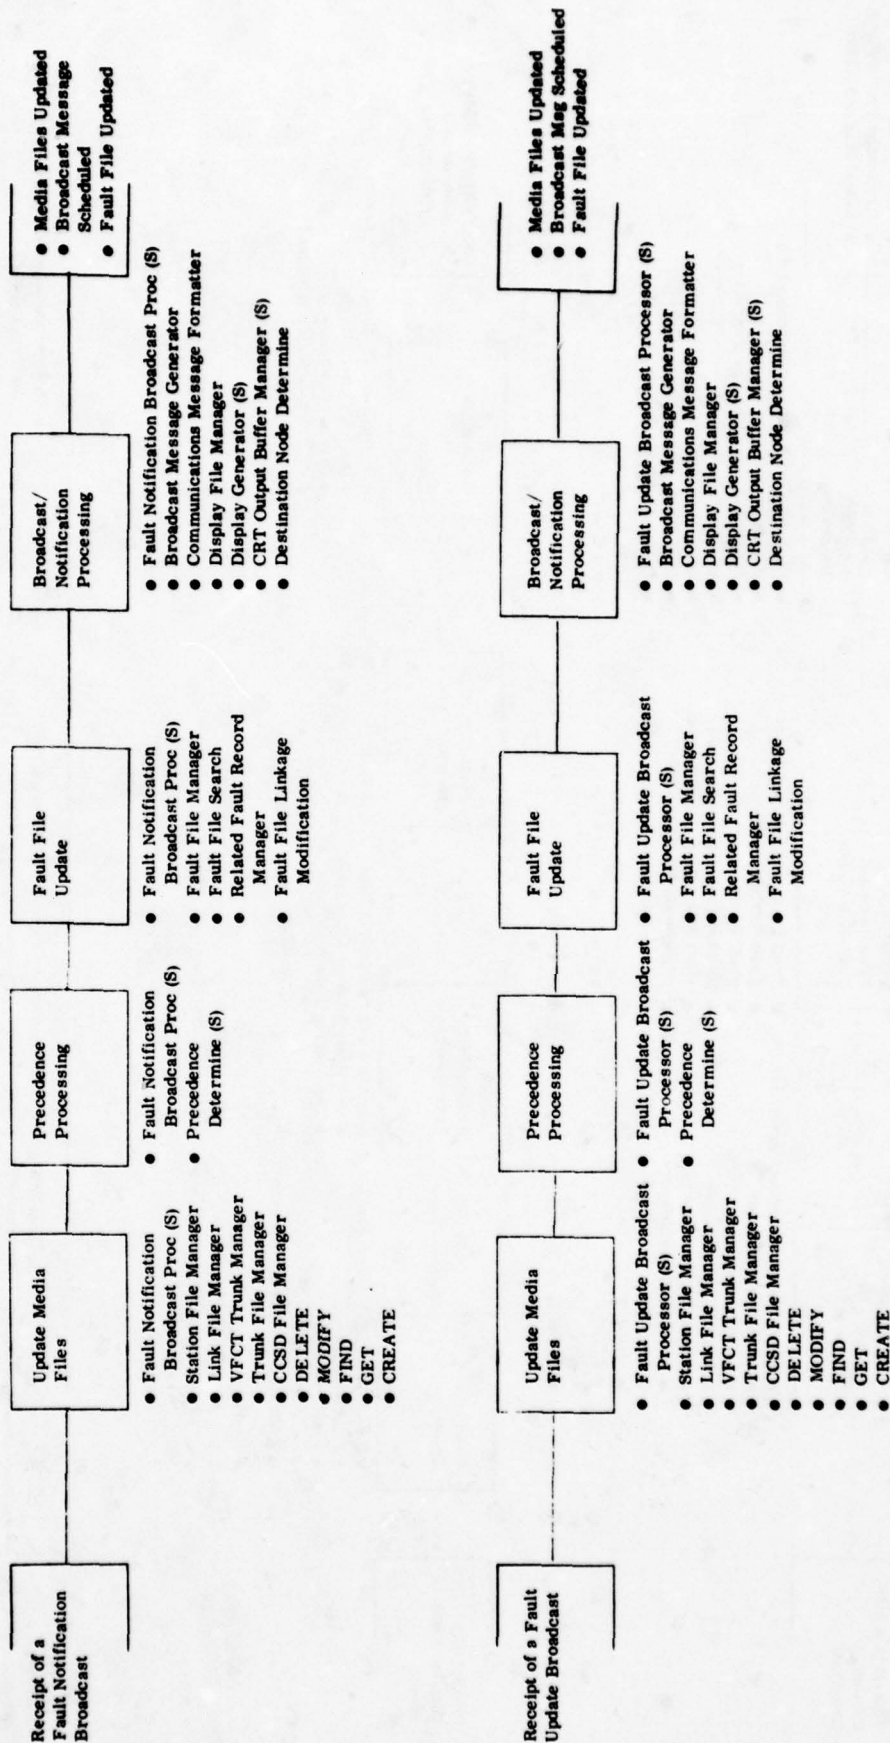 Receipt of a
Fault Notification
Broadcast
Update Media
Files
● Fault Notification
Broadcast Proc (S)
● Station File Manager
● Link File Manager
● VFCT Trunk Manager
● Trunk File Manager
● CCSD File Manager
● DELETE
● MODIFY
● FIND
● GET
● CREATE
Precedence
Processing
● Fault Notification
Broadcast Proc (S)
● Precedence
Determine (S)
Fault File
Update
● Fault Notification
Broadcast Proc (S)
● Fault File Manager
● Fault File Search
● Related Fault Record
Manager
● Fault File Linkage
Modification
Broadcast/
Notification
Processing
● Fault Notification Broadcast Proc (S)
● Broadcast Message Generator
● Communications Message Formatter
● Display File Manager
● Display Generator (S)
● CRT Output Buffer Manager (S)
● Destination Node Determine
● Media Files Updated
● Broadcast Message
Scheduled
● Fault File Updated
Receipt of a Fault
Update Broadcast
Update Media
Files
● Fault Update Broadcast
Processor (S)
● Station File Manager
● Link File Manager
● VFCT Trunk Manager
● Trunk File Manager
● CCSD File Manager
● DELETE
● MODIFY
● FIND
● GET
● CREATE
Precedence
Processing
● Fault Update Broadcast
Processor (S)
● Precedence
Determine (S)
Fault File
Update
● Fault Update Broadcast
Processor (S)
● Fault File Manager
● Fault File Search
● Related Fault Record
Manager
● Fault File Linkage
Modification
Broadcast/
Notification
Processing
● Fault Update Broadcast Processor (S)
● Broadcast Message Generator
● Communications Message Formatter
● Display File Manager
● Display Generator (S)
● CRT Output Buffer Manager (S)
● Destination Node Determine
● Media Files Updated
● Broadcast Msg Scheduled
● Fault File Updated